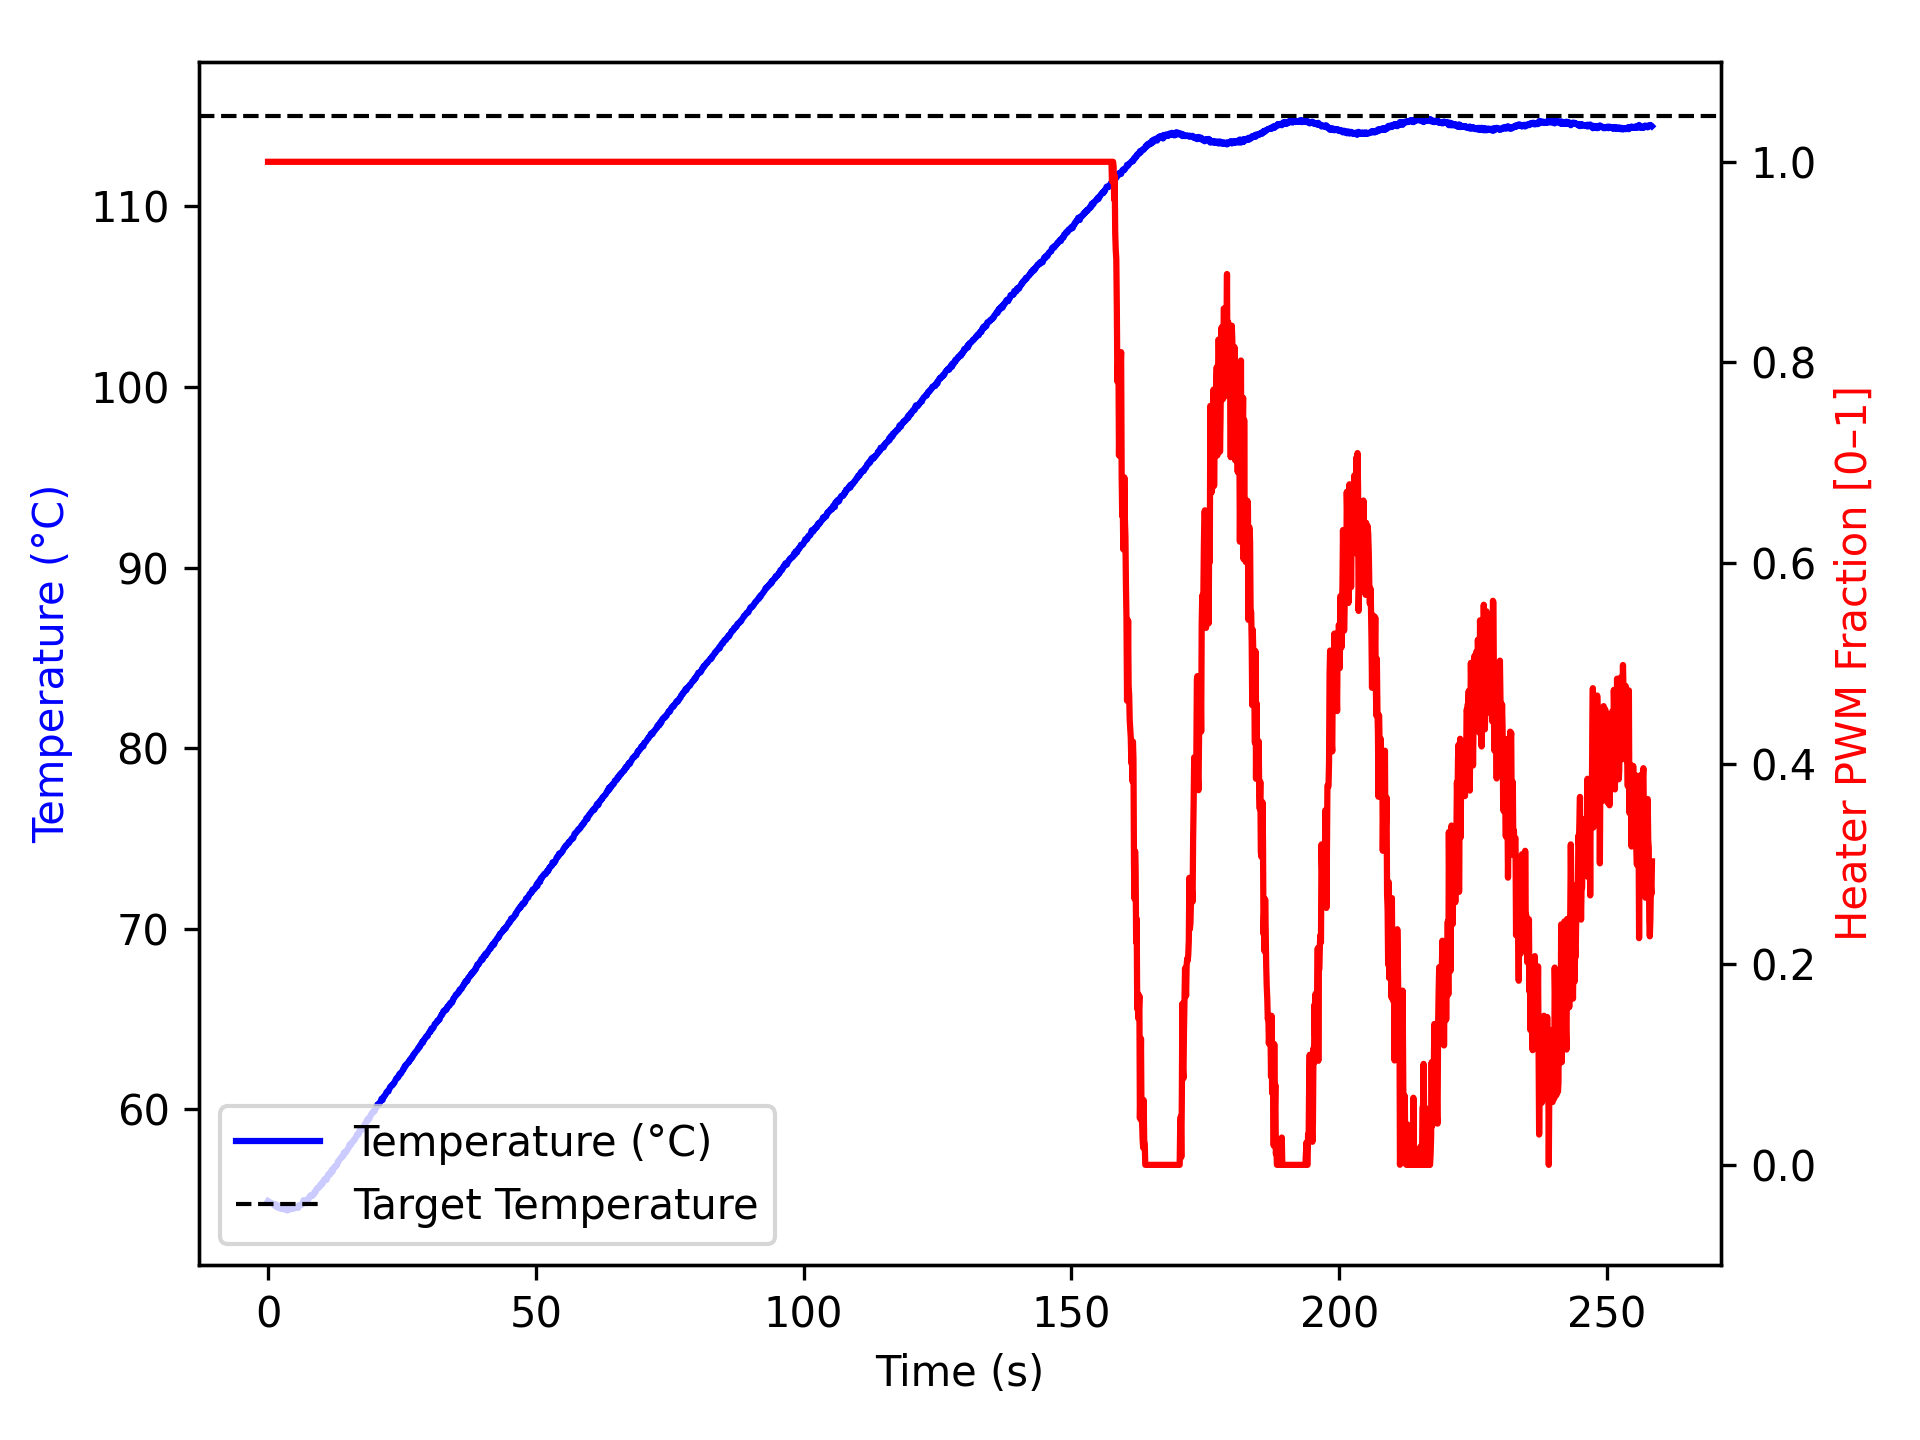 110
100
90
80
70
60
Temperature (°C)
1.0
0.8
0.6
0.4
0.2
0.0
Heater PWM Fraction [0–1]
Temperature (°C)
Target Temperature
0 50 100 150 200 250
Time (s)